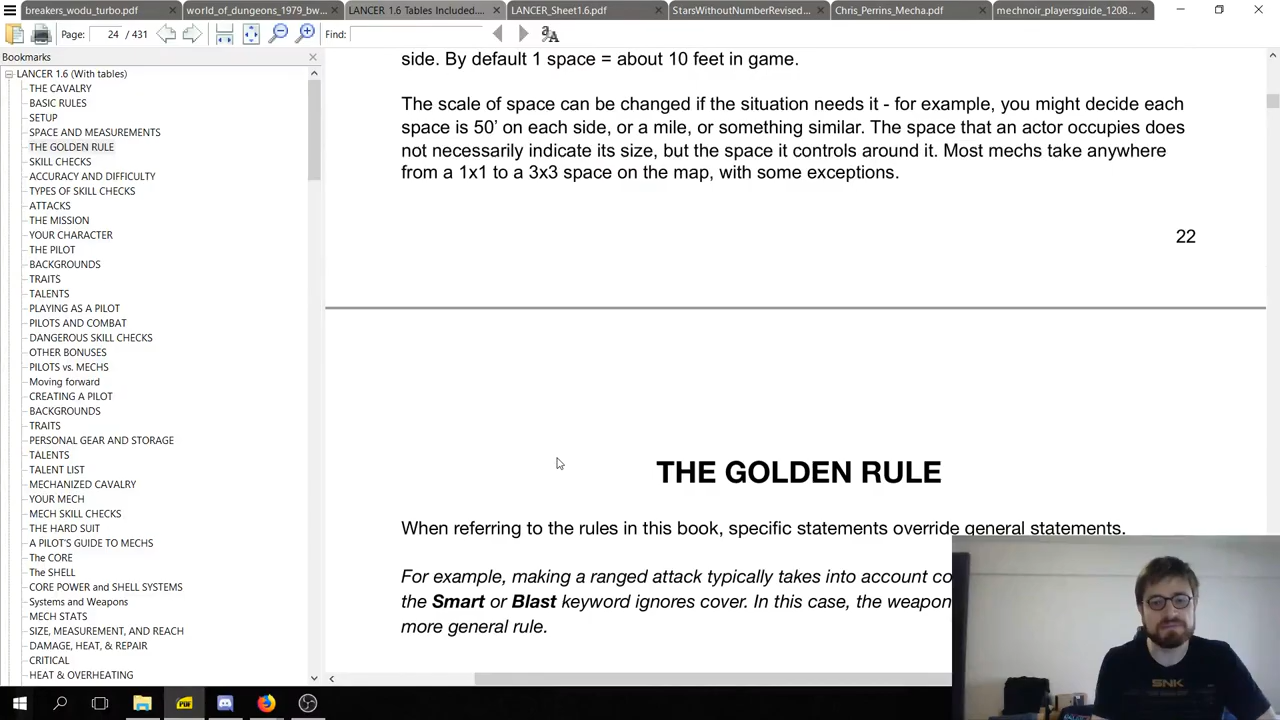 breakers_wodu_turbo.pdf
world_of_dungeons_1979_bw...
LANCER 1.6 Tables Included....
LANCER_Sheet1.6.pdf
StarsWithoutNumberRevised...
Chris_Perrins_Mecha.pdf
mechnoir_playersguide_1208...
Page: 24 / 431
Find:
Bookmarks
LANCER 1.6 (With tables)
THE CAVALRY
BASIC RULES
SETUP
SPACE AND MEASUREMENTS
THE GOLDEN RULE
SKILL CHECKS
ACCURACY AND DIFFICULTY
TYPES OF SKILL CHECKS
ATTACKS
THE MISSION
YOUR CHARACTER
THE PILOT
BACKGROUNDS
TRAITS
TALENTS
PLAYING AS A PILOT
PILOTS AND COMBAT
DANGEROUS SKILL CHECKS
OTHER BONUSES
PILOTS vs. MECHS
Moving forward
CREATING A PILOT
BACKGROUNDS
TRAITS
PERSONAL GEAR AND STORAGE
TALENTS
TALENT LIST
MECHANIZED CAVALRY
YOUR MECH
MECH SKILL CHECKS
THE HARD SUIT
A PILOT'S GUIDE TO MECHS
The CORE
The SHELL
CORE POWER and SHELL SYSTEMS
Systems and Weapons
MECH STATS
SIZE, MEASUREMENT, AND REACH
DAMAGE, HEAT, & REPAIR
CRITICAL
HEAT & OVERHEATING
side. By default 1 space = about 10 feet in game.
The scale of space can be changed if the situation needs it - for example, you might decide each
space is 50’ on each side, or a mile, or something similar. The space that an actor occupies does
not necessarily indicate its size, but the space it controls around it. Most mechs take anywhere
from a 1x1 to a 3x3 space on the map, with some exceptions.
22
THE GOLDEN RULE
When referring to the rules in this book, specific statements override general statements.
For example, making a ranged attack typically takes into account co
the Smart or Blast keyword ignores cover. In this case, the weapon
more general rule.
SNK
PDF